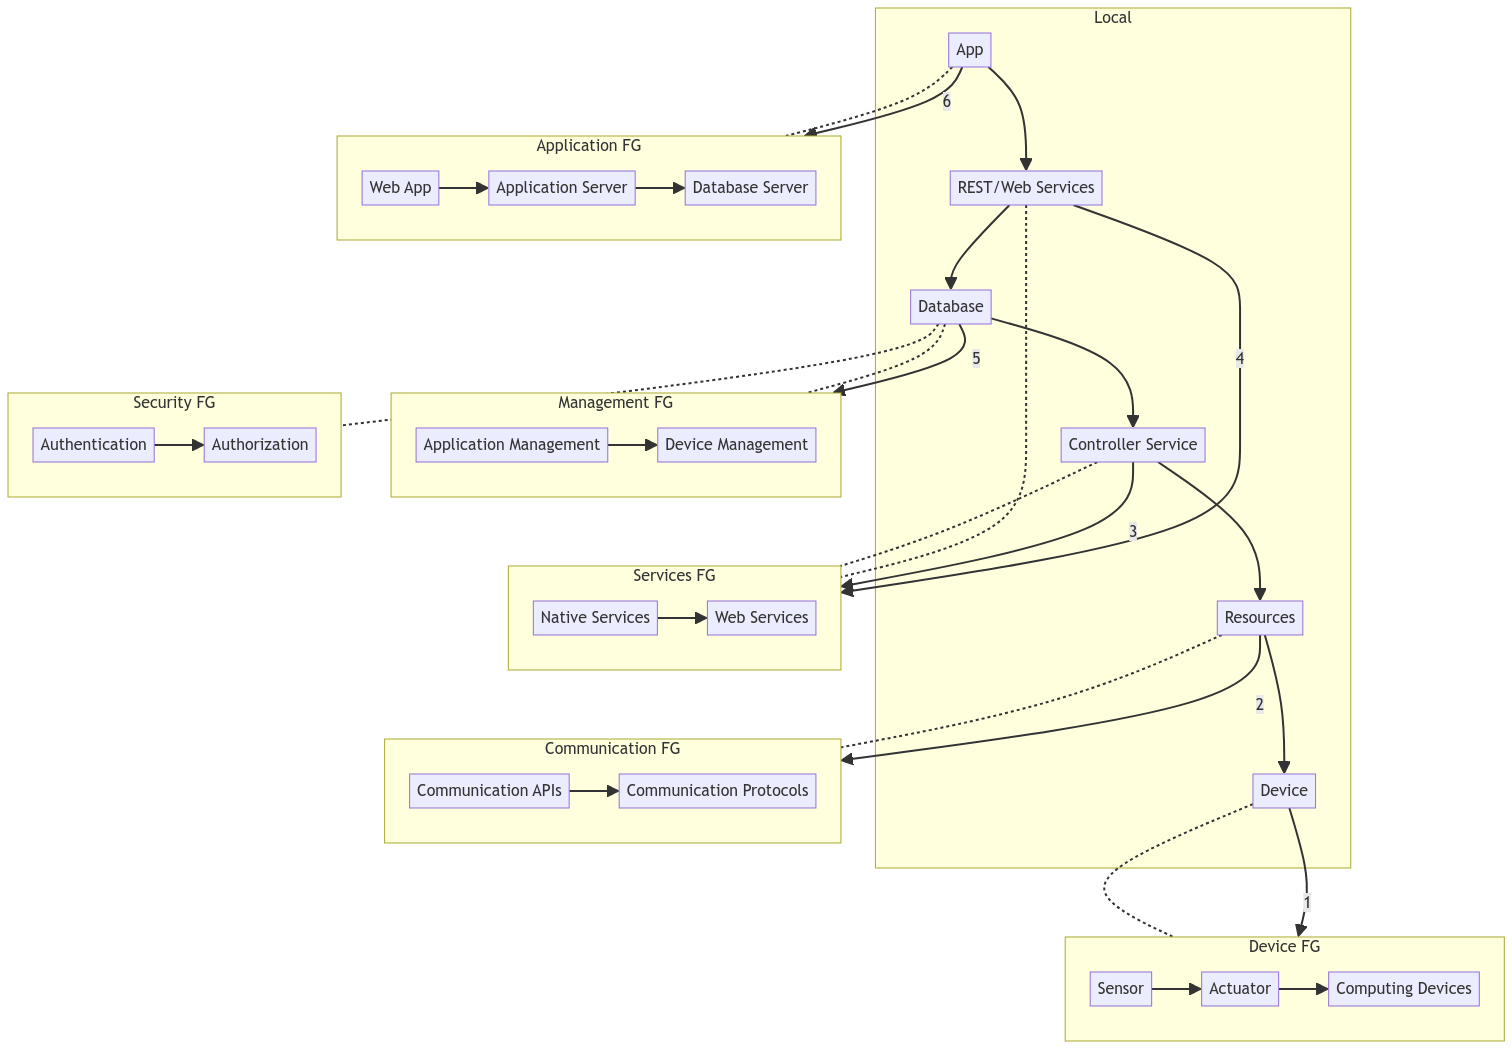 Local
App
6
Application FG
Web App
Application Server
Database Server
REST/Web Services
Database
4
5
Security FG
Authentication
Authorization
Management FG
Application Management
Device Management
Controller Service
3
Services FG
Native Services
Web Services
Resources
2
Communication FG
Communication APIs
Communication Protocols
Device
1
Device FG
Sensor
Actuator
Computing Devices